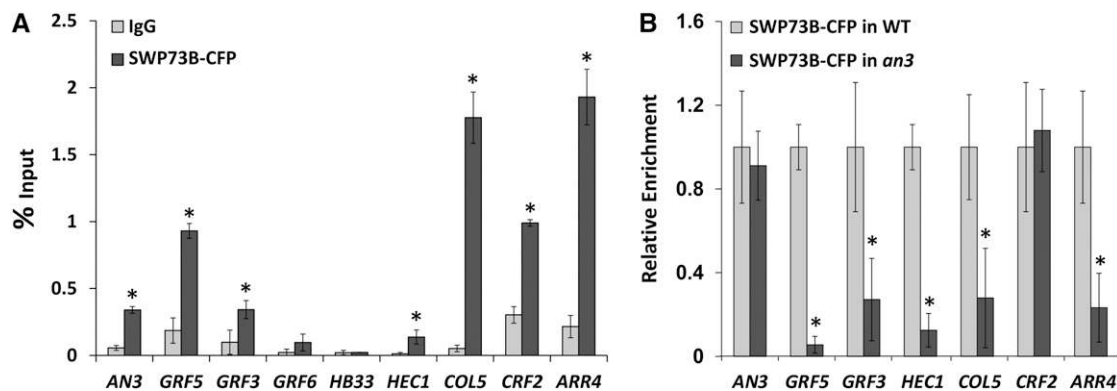 A
IgG
SWP73B-CFP
% Input
2.5
2
1.5
1
0.5
0
* * * * * * *
AN3 GRF5 GRF3 GRF6 HB33 HEC1 COL5 CRF2 ARR4
B
SWP73B-CFP in WT
SWP73B-CFP in an3
Relative Enrichment
1.6
1.2
0.8
0.4
0
* * * * *
AN3 GRF5 GRF3 HEC1 COL5 CRF2 ARR4